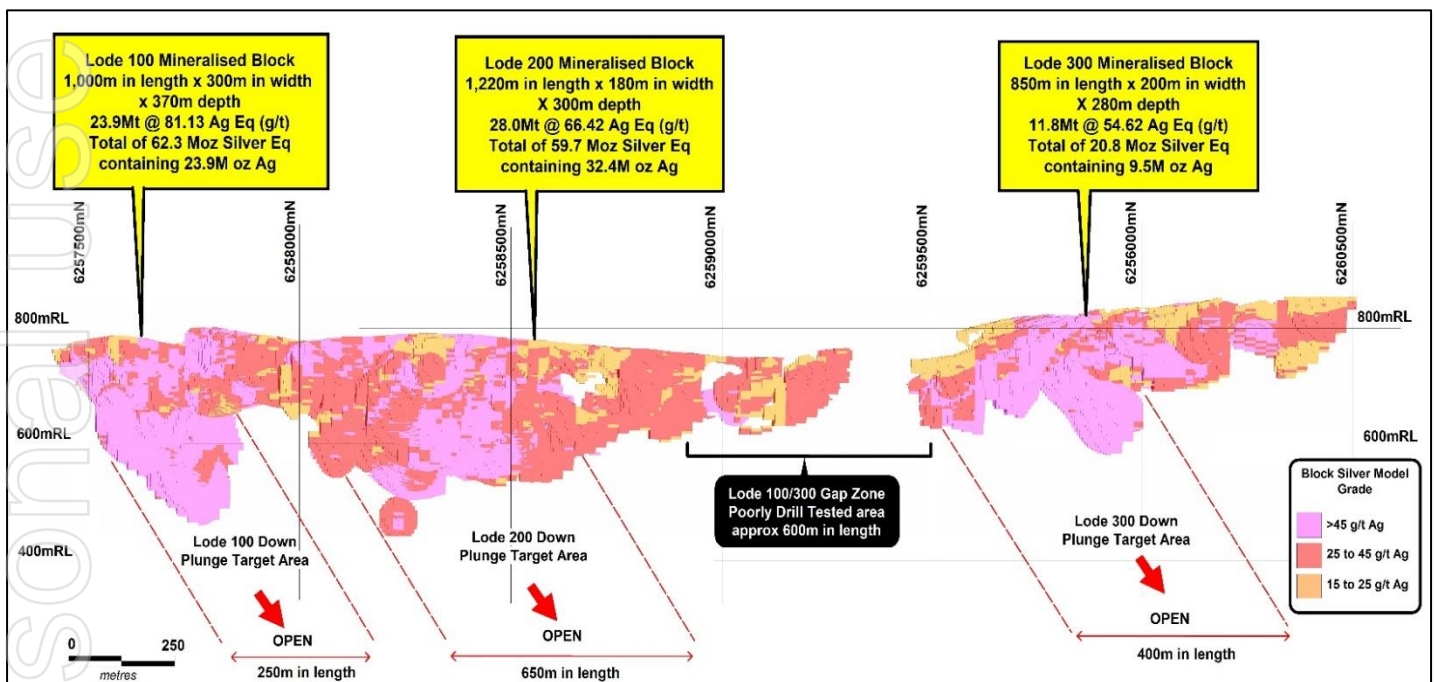 Lode 100 Mineralised Block
1,000m in length x 300m in width
x 370m depth
23.9Mt @ 81.13 Ag Eq (g/t)
Total of 62.3 Moz Silver Eq
containing 23.9M oz Ag
Lode 200 Mineralised Block
1,220m in length x 180m in width
X 300m depth
28.0Mt @ 66.42 Ag Eq (g/t)
Total of 59.7 Moz Silver Eq
containing 32.4M oz Ag
Lode 300 Mineralised Block
850m in length x 200m in width
X 280m depth
11.8Mt @ 54.62 Ag Eq (g/t)
Total of 20.8 Moz Silver Eq
containing 9.5M oz Ag
6257500mN
6258000mN
6258500mN
6259000mN
6259500mN
6256000mN
6260500mN
800mRL
800mRL
600mRL
600mRL
400mRL
Lode 100/300 Gap Zone
Poorly Drill Tested area
approx 600m in length
Block Silver Model
Grade
>45 g/t Ag
25 to 45 g/t Ag
15 to 25 g/t Ag
Lode 100 Down
Plunge Target Area
OPEN
250m in length
Lode 200 Down
Plunge Target Area
OPEN
650m in length
Lode 300 Down
Plunge Target Area
OPEN
400m in length
0 250
metres
sonal use